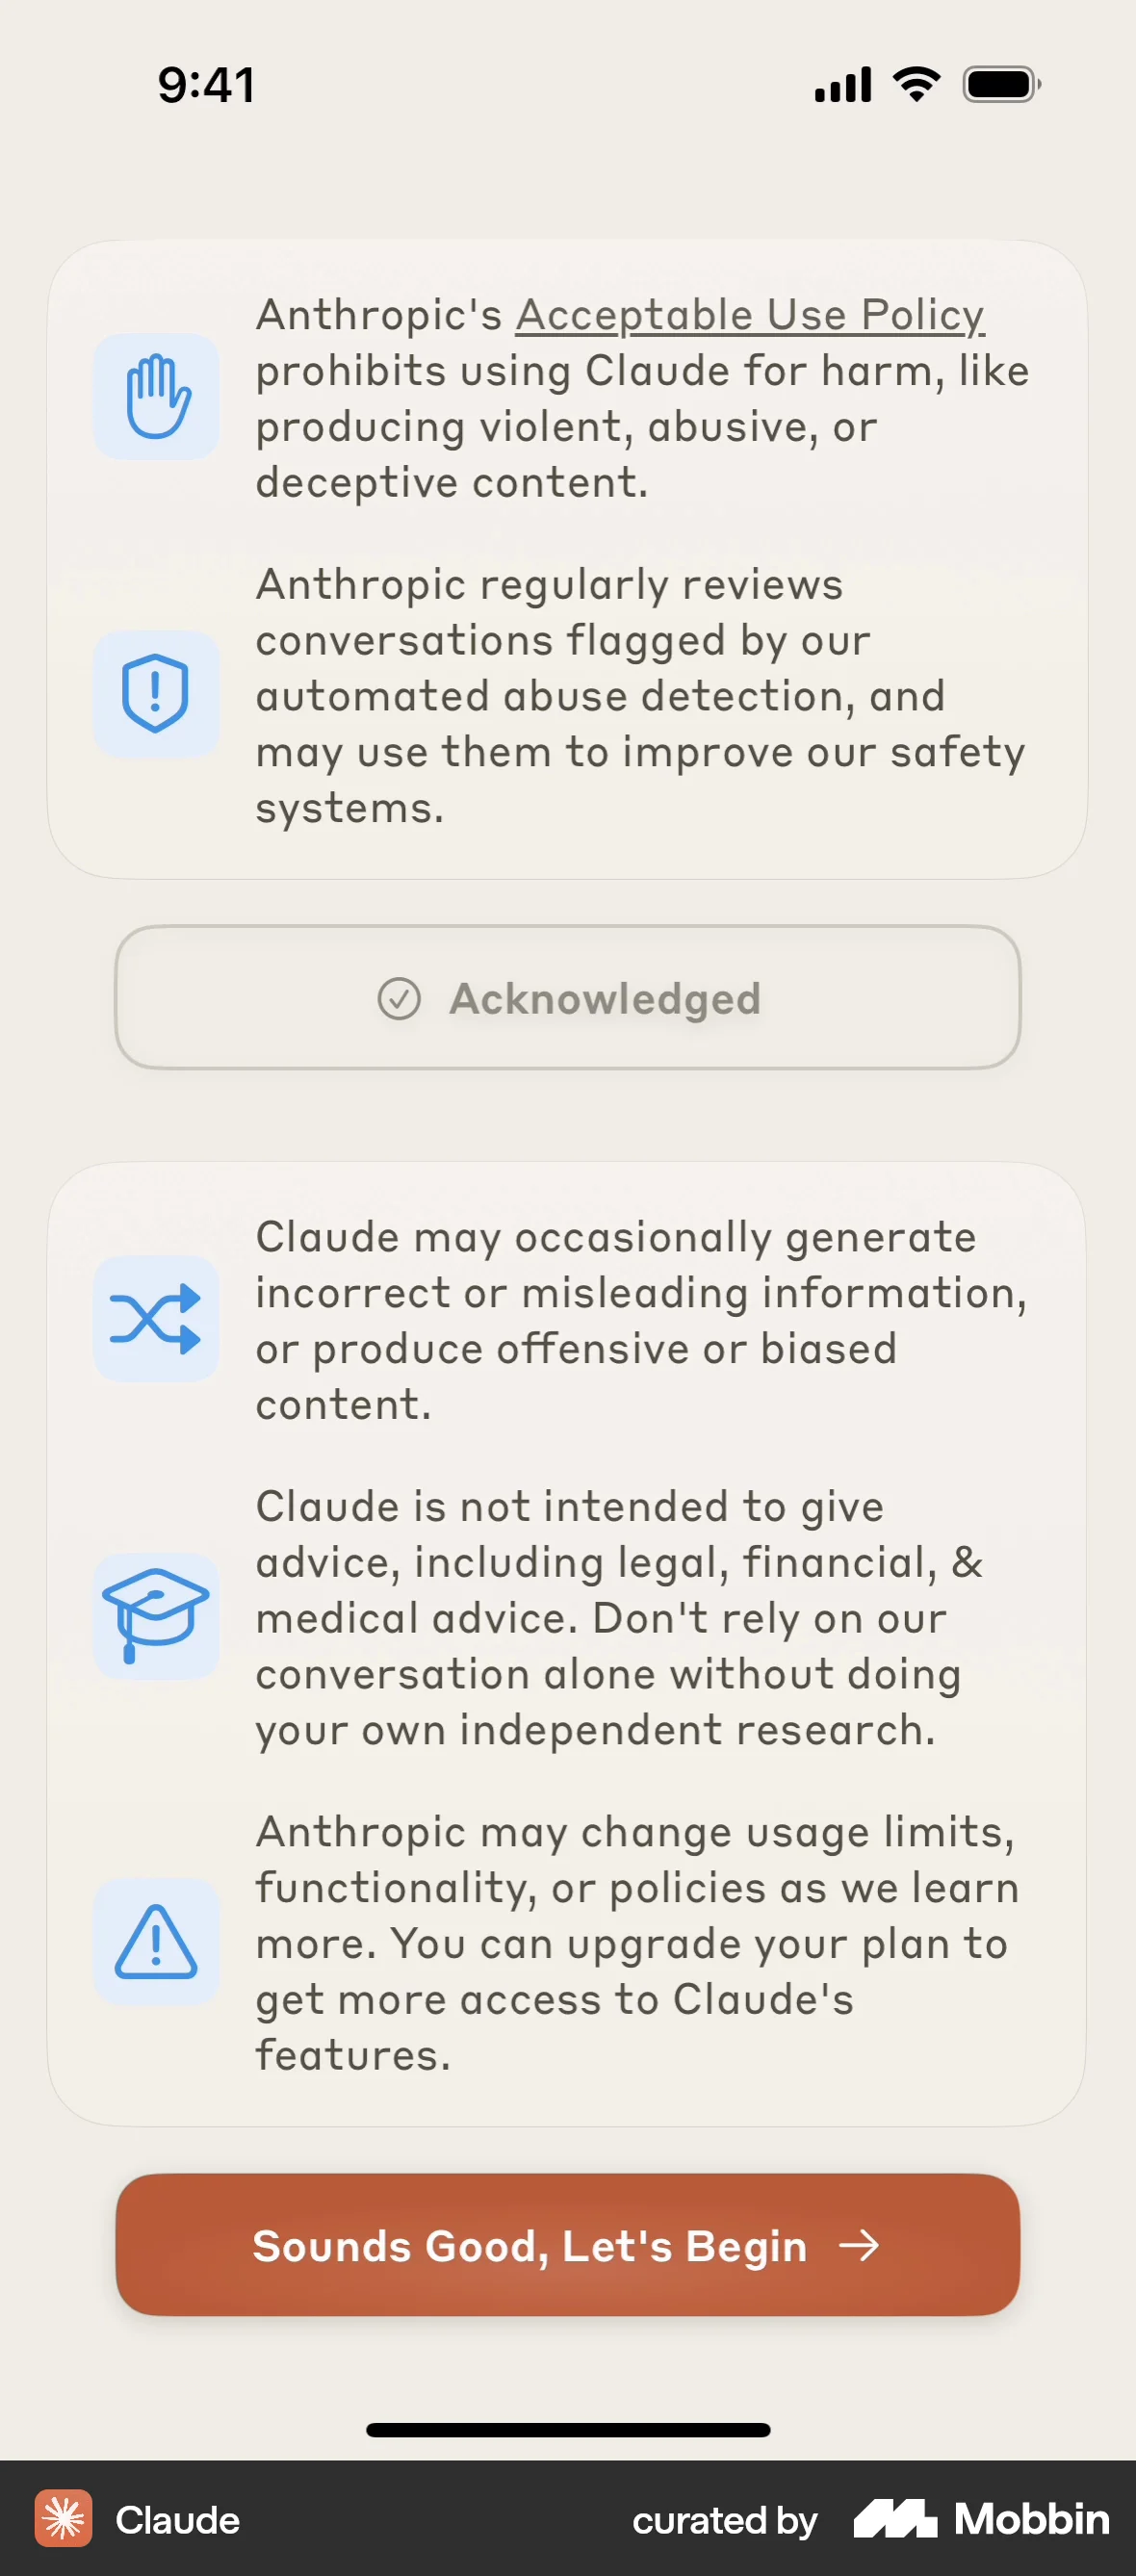 9:41
Anthropic's Acceptable Use Policy
prohibits using Claude for harm, like
producing violent, abusive, or
deceptive content.
Anthropic regularly reviews
conversations flagged by our
automated abuse detection, and
may use them to improve our safety
systems.
Acknowledged
Claude may occasionally generate
incorrect or misleading information,
or produce offensive or biased
content.
Claude is not intended to give
advice, including legal, financial, &
medical advice. Don't rely on our
conversation alone without doing
your own independent research.
Anthropic may change usage limits,
functionality, or policies as we learn
more. You can upgrade your plan to
get more access to Claude's
features.
Sounds Good, Let's Begin
Claude
curated by Mobbin